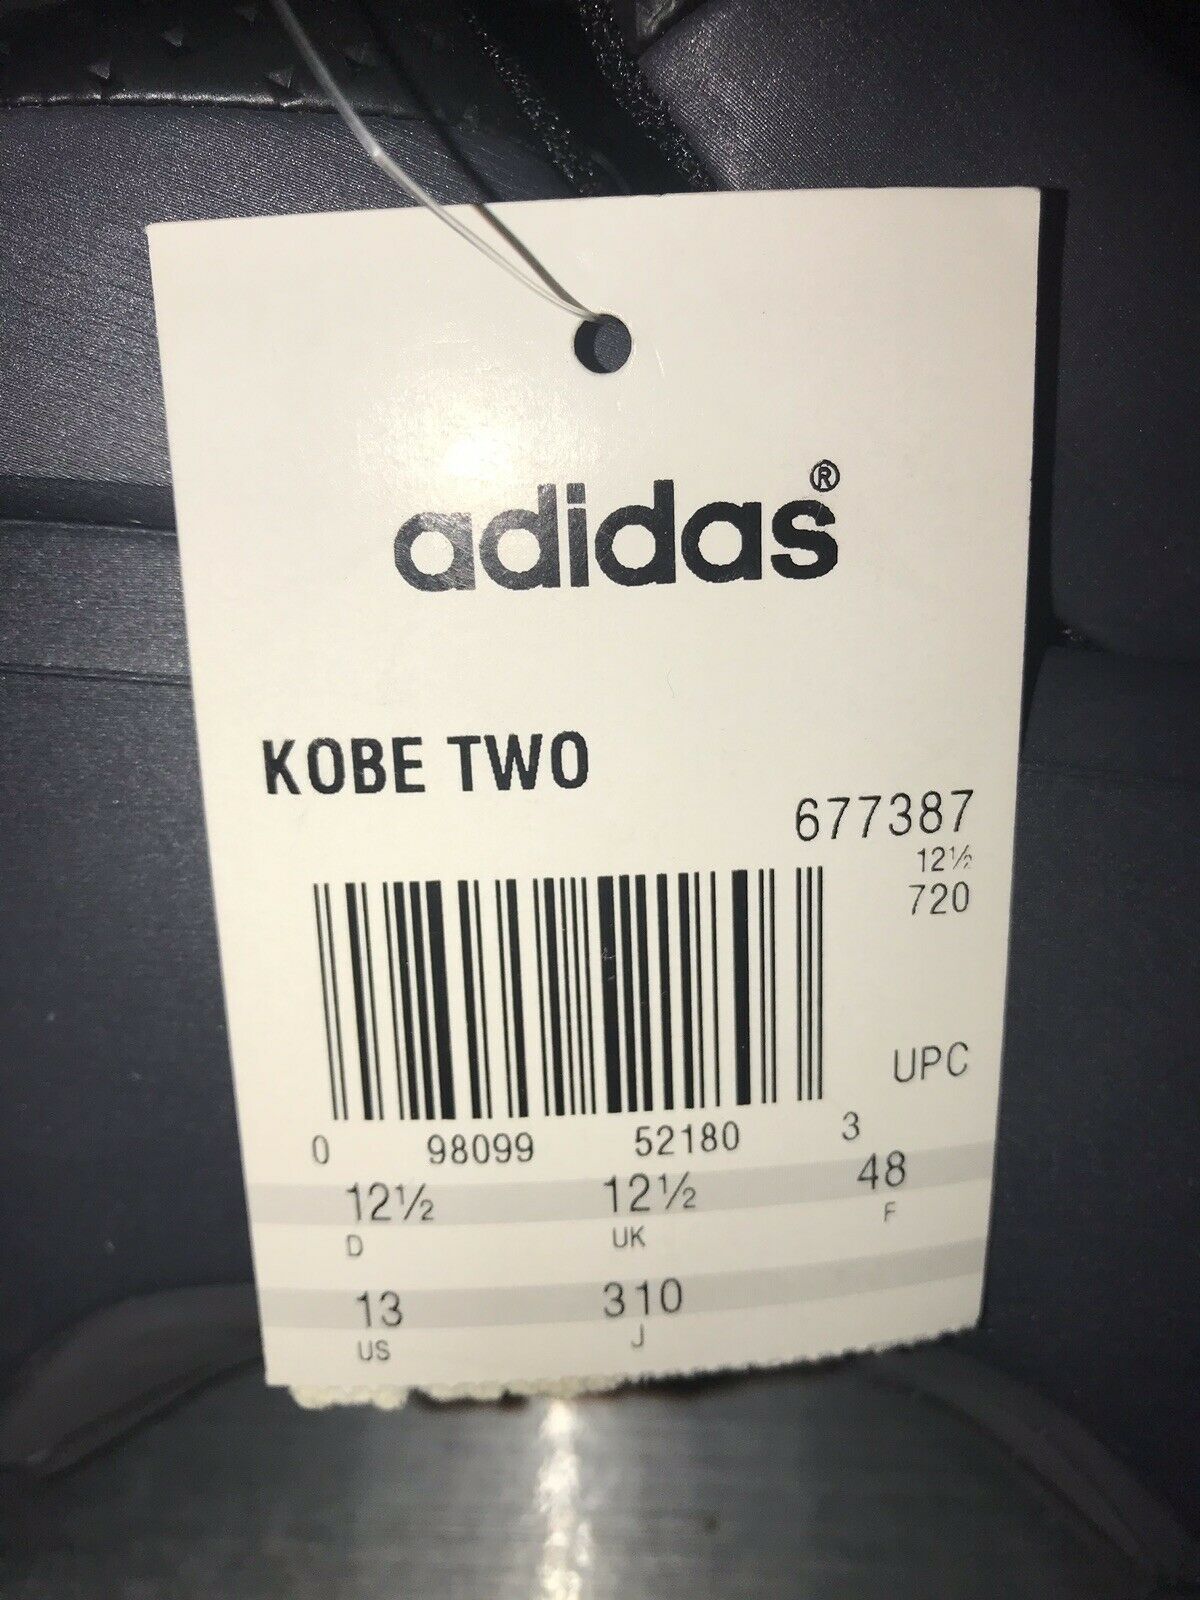 adidas®
KOBE TWO
677387
12½
720
UPC
0 98099 52180 3
12½ 12½ 48
D UK F
13 310
US J